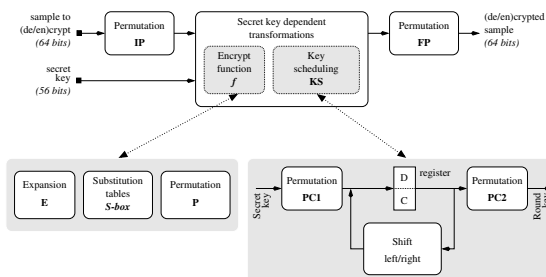 sample to
(de/en)crypt
(64 bits)
secret
key
(56 bits)
Permutation
IP
Secret key dependent
transformations
Encrypt
function
f
Key
scheduling
KS
Permutation
FP
(de/en)crypted
sample
(64 bits)
Expansion
E
Substitution
tables
S-box
Permutation
P
Secret
key
Permutation
PC1
D
C
register
Shift
left/right
Permutation
PC2
Round